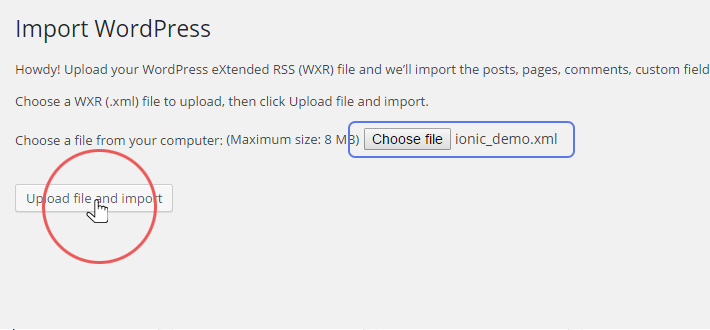 Import WordPress
Howdy! Upload your WordPress eXtended RSS (WXR) file and we'll import the posts, pages, comments, custom field
Choose a WXR (.xml) file to upload, then click Upload file and import.
Choose a file from your computer: (Maximum size: 8 MB) Choose file ionic_demo.xml
Upload file and import